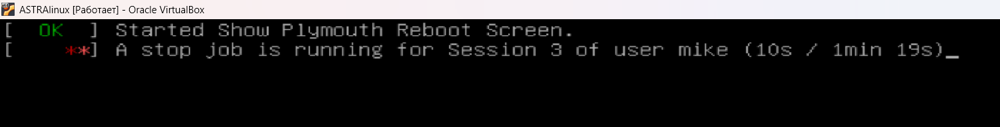 ASTRAlinux [Работает] - Oracle VirtualBox
[  OK  ] Started Show Plymouth Reboot Screen.
[    **] A stop job is running for Session 3 of user mike (10s / 1min 19s)_